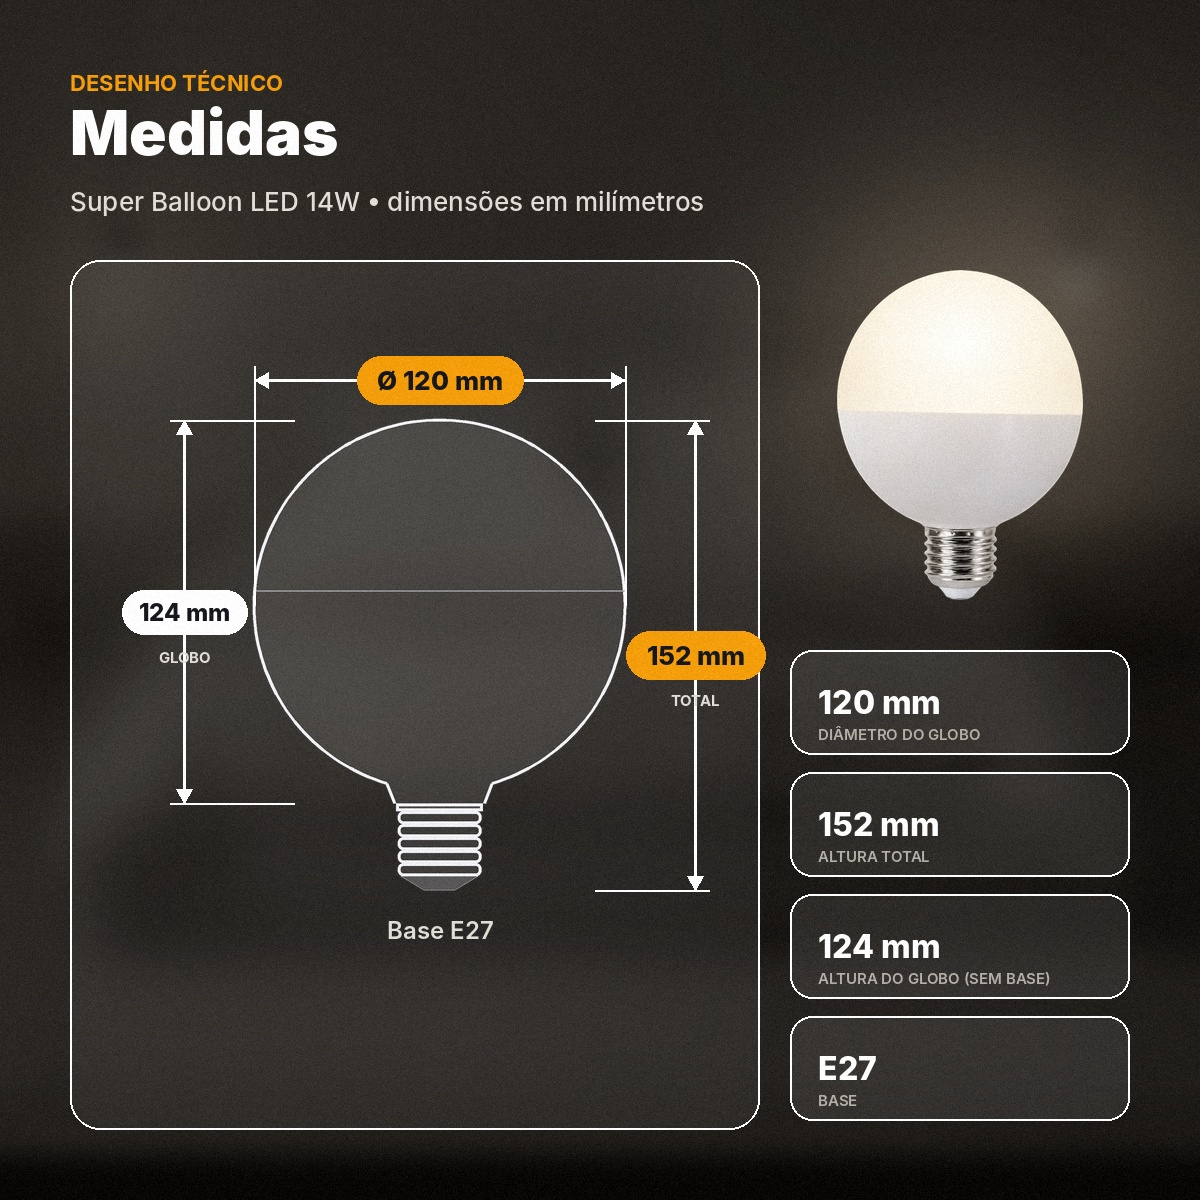 DESENHO TÉCNICO
Medidas
Super Balloon LED 14W • dimensões em milímetros
Ø 120 mm
124 mm
GLOBO
152 mm
TOTAL
Base E27
120 mm
DIÂMETRO DO GLOBO
152 mm
ALTURA TOTAL
124 mm
ALTURA DO GLOBO (SEM BASE)
E27
BASE